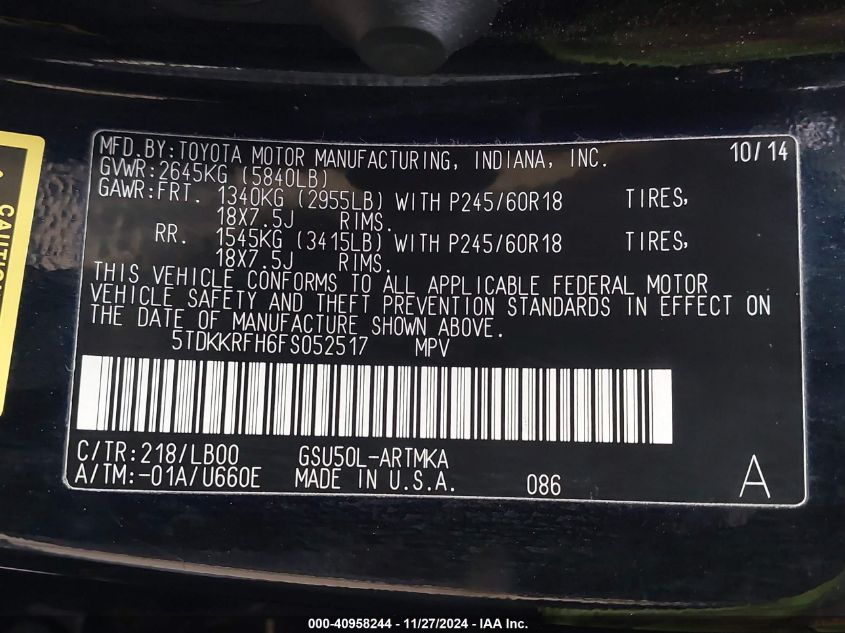 MFD.BY:TOYOTA MOTOR MANUFACTURING, INDIANA, INC. 10/14
GVWR:2645KG (5840LB)
GAWR:FRT. 1340KG (2955LB) WITH P245/60R18 TIRES,
18X7.5J RIMS.
RR. 1545KG (3415LB) WITH P245/60R18 TIRES,
18X7.5J RIMS.
THIS VEHICLE CONFORMS TO ALL APPLICABLE FEDERAL MOTOR
VEHICLE SAFETY AND THEFT PREVENTION STANDARDS IN EFFECT ON
THE DATE OF MANUFACTURE SHOWN ABOVE.
5TDKKRFH6FS052517 MPV
C/TR:218/LB00 GSU50L-ARTMKA
A/TM:-01A/U660E MADE IN U.S.A. 086 A
CAUTION
000-40958244 - 11/27/2024 - IAA Inc.